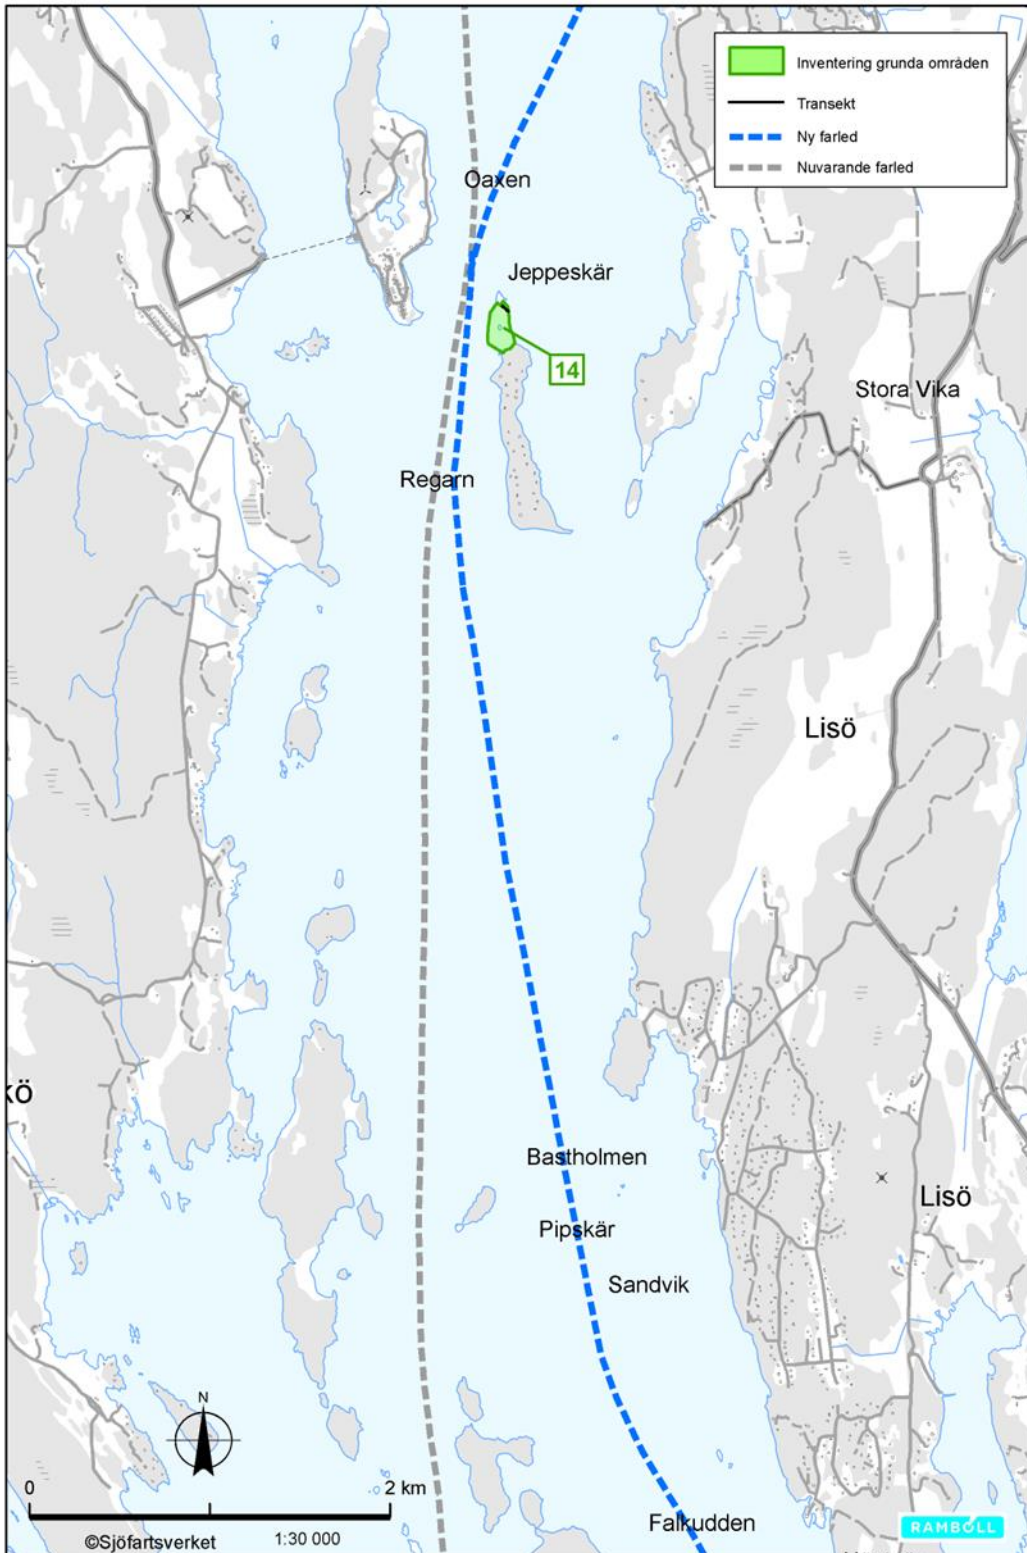 Inventering grunda områden
Transekt
Ny farled
Nuvarande farled
Oaxen
Jeppeskär
14
Stora Vika
Regarn
Lisö
kö
Bastholmen
Pipskär
Lisö
Sandvik
N
0 2 km
Falkudden
©Sjöfartsverket 1:30 000
RAMBOLL